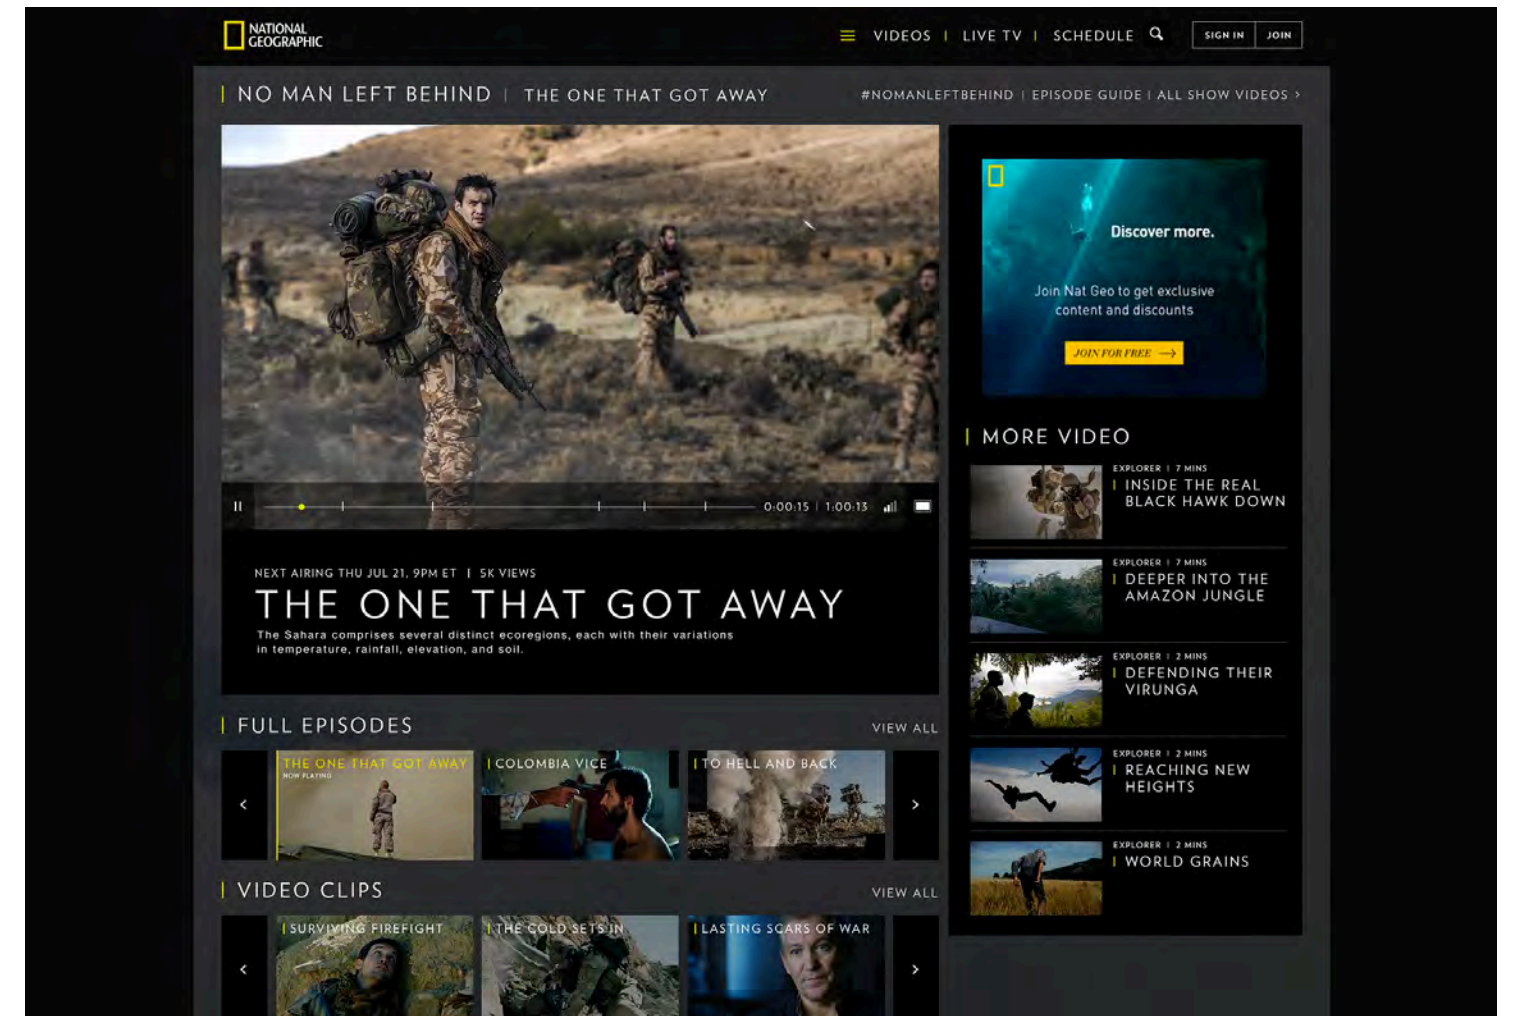 NATIONAL
GEOGRAPHIC
VIDEOS | LIVE TV | SCHEDULE
SIGN IN
JOIN
NO MAN LEFT BEHIND | THE ONE THAT GOT AWAY
#NOMANLEFTBEHIND | EPISODE GUIDE | ALL SHOW VIDEOS >
0:00:15 | 1:00:13
NEXT AIRING THU JUL 21, 9PM ET | 5K VIEWS
THE ONE THAT GOT AWAY
The Sahara comprises several distinct ecoregions, each with their variations
in temperature, rainfall, elevation, and soil.
Discover more.
Join Nat Geo to get exclusive
content and discounts
JOIN FOR FREE →
MORE VIDEO
EXPLORER | 7 MINS
INSIDE THE REAL
BLACK HAWK DOWN
EXPLORER | 7 MINS
DEEPER INTO THE
AMAZON JUNGLE
EXPLORER | 2 MINS
DEFENDING THEIR
VIRUNGA
EXPLORER | 2 MINS
REACHING NEW
HEIGHTS
EXPLORER | 2 MINS
WORLD GRAINS
FULL EPISODES
VIEW ALL
THE ONE THAT GOT AWAY
NOW PLAYING
COLOMBIA VICE
TO HELL AND BACK
VIDEO CLIPS
VIEW ALL
SURVIVING FIREFIGHT
THE COLD SETS IN
LASTING SCARS OF WAR